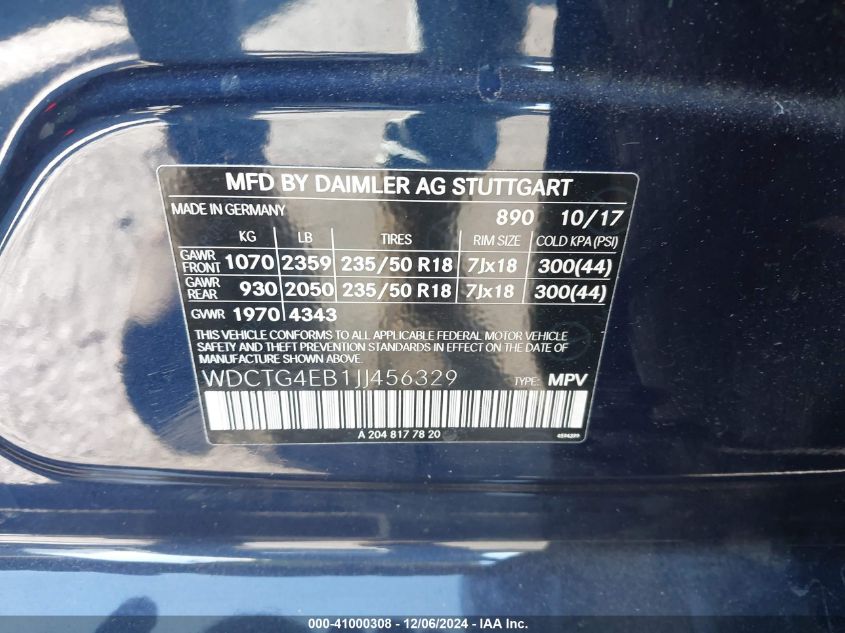 MFD BY DAIMLER AG STUTTGART
MADE IN GERMANY 890 10/17
KG LB TIRES RIM SIZE COLD KPA (PSI)
GAWR FRONT 1070 2359 235/50 R18 7Jx18 300(44)
GAWR REAR 930 2050 235/50 R18 7Jx18 300(44)
GVWR 1970 4343
THIS VEHICLE CONFORMS TO ALL APPLICABLE FEDERAL MOTOR VEHICLE
SAFETY AND THEFT PREVENTION STANDARDS IN EFFECT ON THE DATE OF
MANUFACTURE SHOWN ABOVE.
WDCTG4EB1JJ456329 TYPE: MPV
A 204 817 78 20
000-41000308 - 12/06/2024 - IAA Inc.